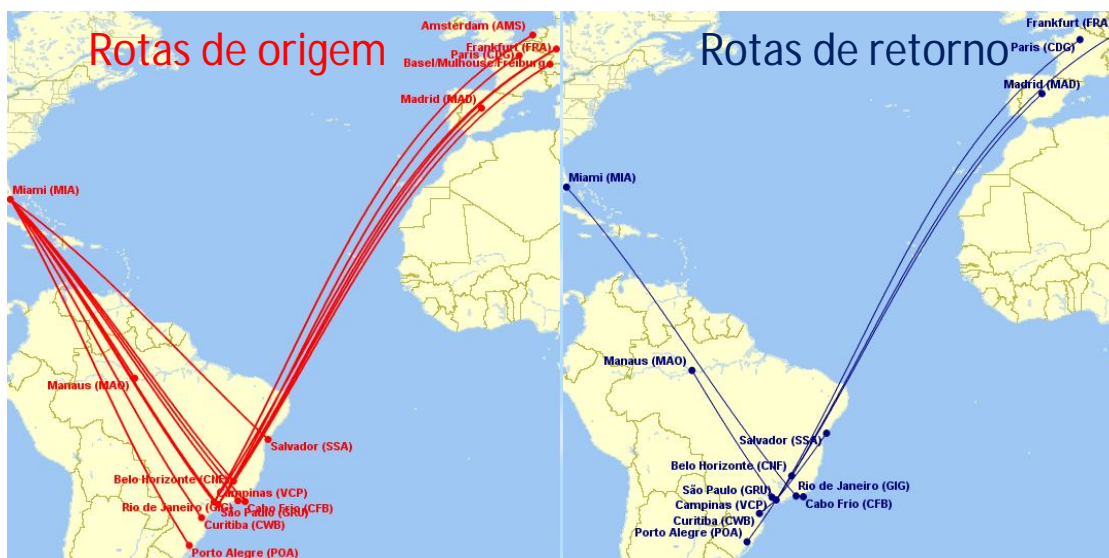 Rotas de origem
Amsterdam (AMS)
Frankfurt (FRA)
Paris (CDG)
Basel/Mulhouse/Freiburg
Madrid (MAD)
Miami (MIA)
Manaus (MAO)
Salvador (SSA)
Belo Horizonte (CNF)
Campinas (VCP)
Rio de Janeiro (GIG)
São Paulo (GRU)
Cabo Frio (CFB)
Curitiba (CWB)
Porto Alegre (POA)
Rotas de retorno
Frankfurt (FRA
Paris (CDG)
Madrid (MAD)
Miami (MIA)
Manaus (MAO)
Salvador (SSA)
Belo Horizonte (CNF)
São Paulo (GRU)
Rio de Janeiro (GIG)
Campinas (VCP)
Cabo Frio (CFB)
Curitiba (CWB)
Porto Alegre (POA)